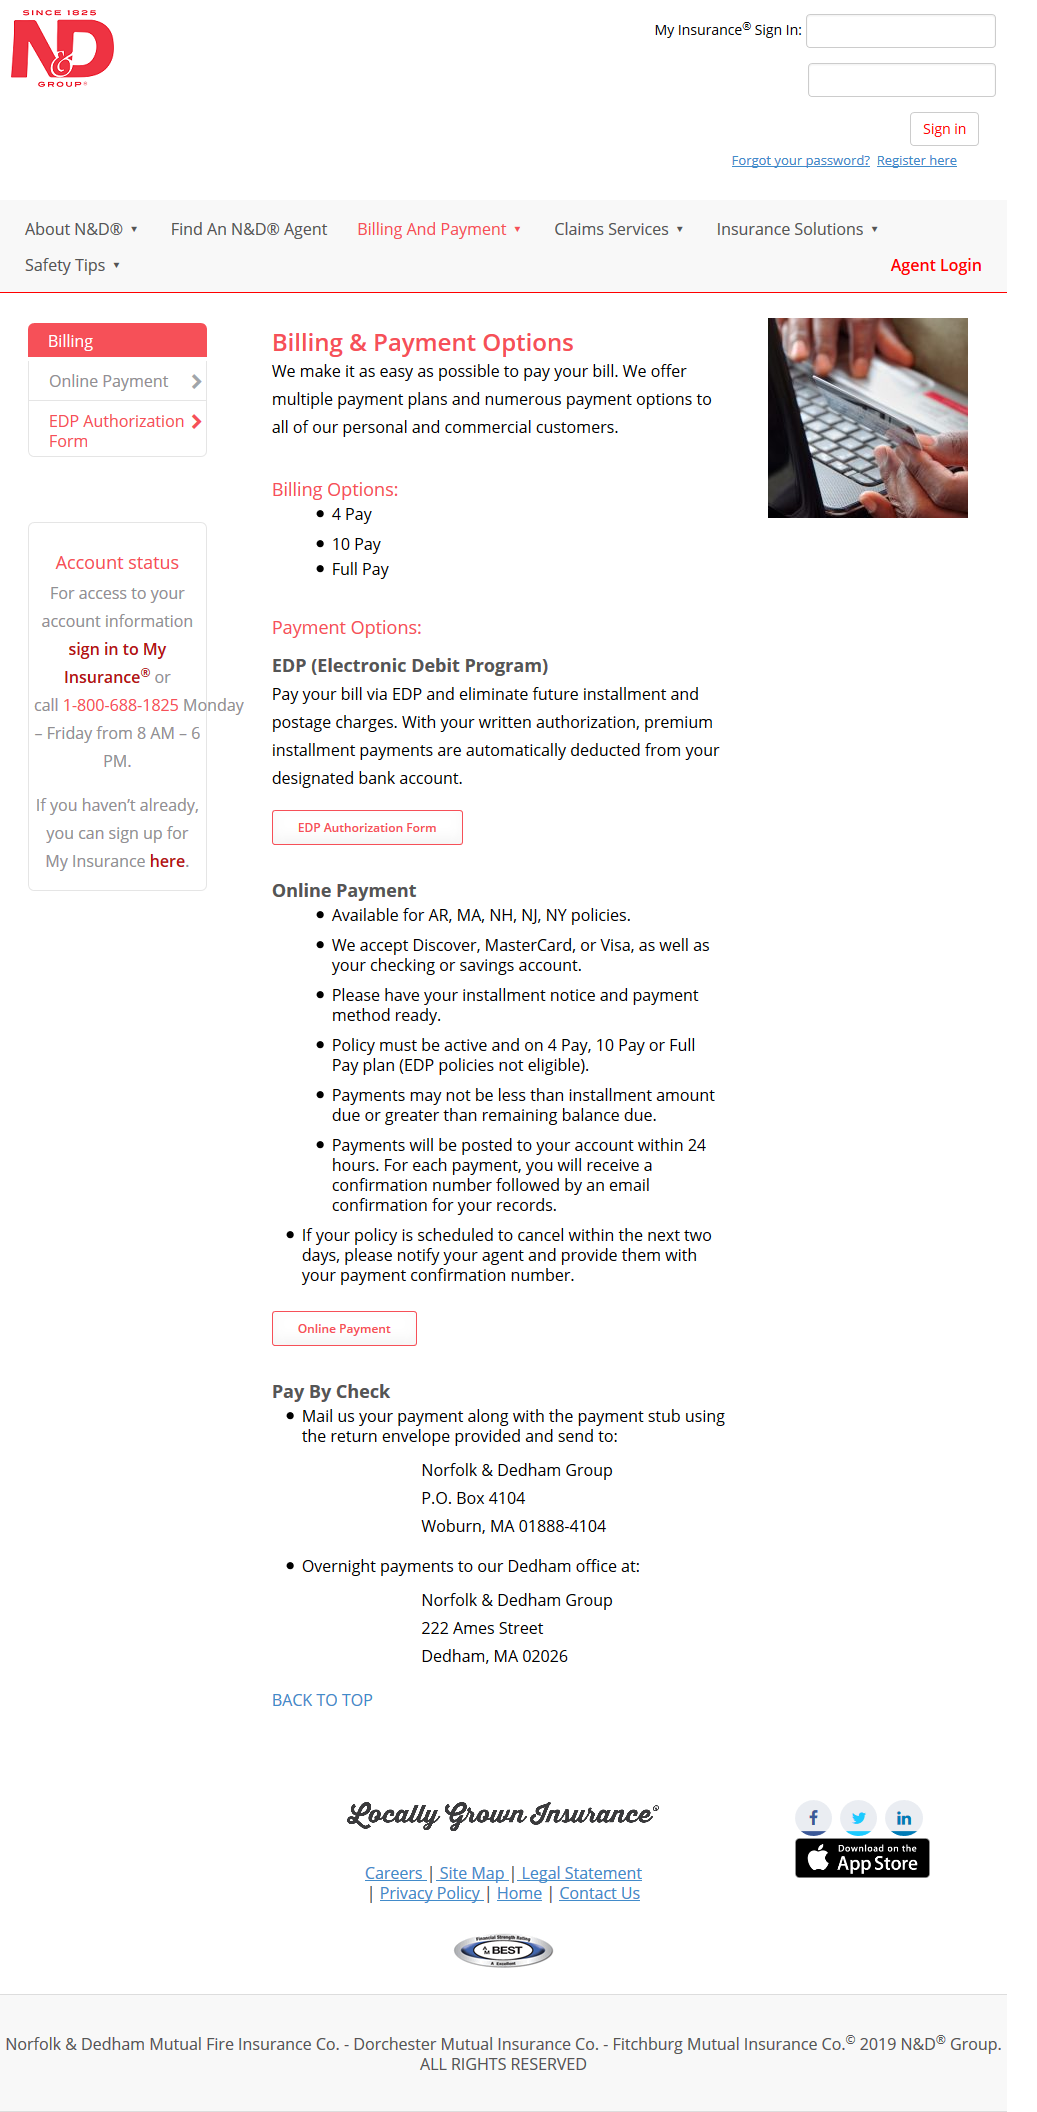 SINCE 1825
N&D
GROUP®
My Insurance® Sign In:
Sign in
Forgot your password? Register here
About N&D® ▼ Find An N&D® Agent Billing And Payment ▼ Claims Services ▼ Insurance Solutions ▼
Safety Tips ▼ Agent Login
Billing
Online Payment
EDP Authorization
Form
Account status
For access to your
account information
sign in to My
Insurance® or
call 1-800-688-1825 Monday
– Friday from 8 AM – 6
PM.
If you haven’t already,
you can sign up for
My Insurance here.
Billing & Payment Options
We make it as easy as possible to pay your bill. We offer
multiple payment plans and numerous payment options to
all of our personal and commercial customers.
Billing Options:
• 4 Pay
• 10 Pay
• Full Pay
Payment Options:
EDP (Electronic Debit Program)
Pay your bill via EDP and eliminate future installment and
postage charges. With your written authorization, premium
installment payments are automatically deducted from your
designated bank account.
EDP Authorization Form
Online Payment
• Available for AR, MA, NH, NJ, NY policies.
• We accept Discover, MasterCard, or Visa, as well as
your checking or savings account.
• Please have your installment notice and payment
method ready.
• Policy must be active and on 4 Pay, 10 Pay or Full
Pay plan (EDP policies not eligible).
• Payments may not be less than installment amount
due or greater than remaining balance due.
• Payments will be posted to your account within 24
hours. For each payment, you will receive a
confirmation number followed by an email
confirmation for your records.
• If your policy is scheduled to cancel within the next two
days, please notify your agent and provide them with
your payment confirmation number.
Online Payment
Pay By Check
• Mail us your payment along with the payment stub using
the return envelope provided and send to:
Norfolk & Dedham Group
P.O. Box 4104
Woburn, MA 01888-4104
• Overnight payments to our Dedham office at:
Norfolk & Dedham Group
222 Ames Street
Dedham, MA 02026
BACK TO TOP
Locally Grown Insurance®
f in
Download on the
App Store
Careers | Site Map | Legal Statement
| Privacy Policy | Home | Contact Us
Financial Strength Rating
AM BEST
A Excellent
Norfolk & Dedham Mutual Fire Insurance Co. - Dorchester Mutual Insurance Co. - Fitchburg Mutual Insurance Co.© 2019 N&D® Group.
ALL RIGHTS RESERVED